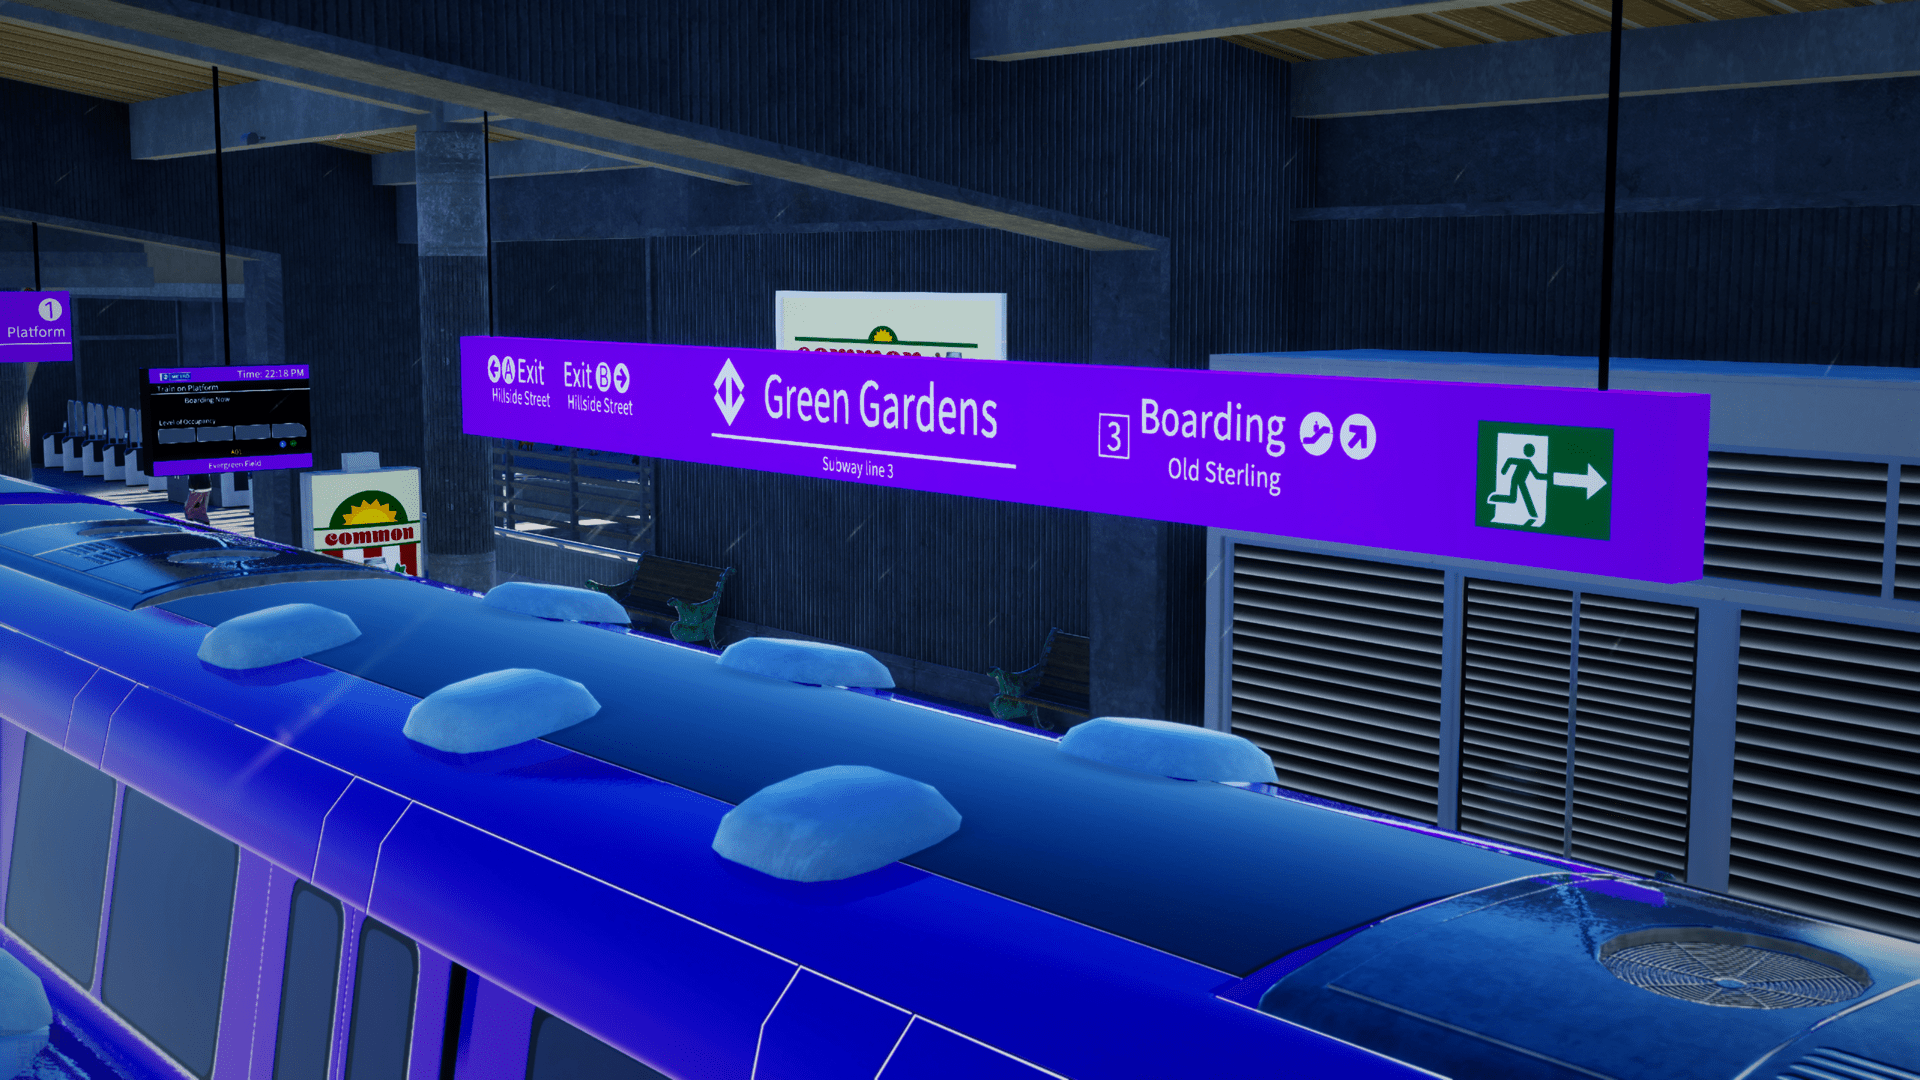 1
Platform
Time: 22:18 PM
Train on Platform
Boarding Now
Level of Occupancy
A01
Evergreen Field
common
A Exit
Hillside Street
Exit B
Hillside Street
Green Gardens
Subway line 3
3 Boarding
Old Sterling
common